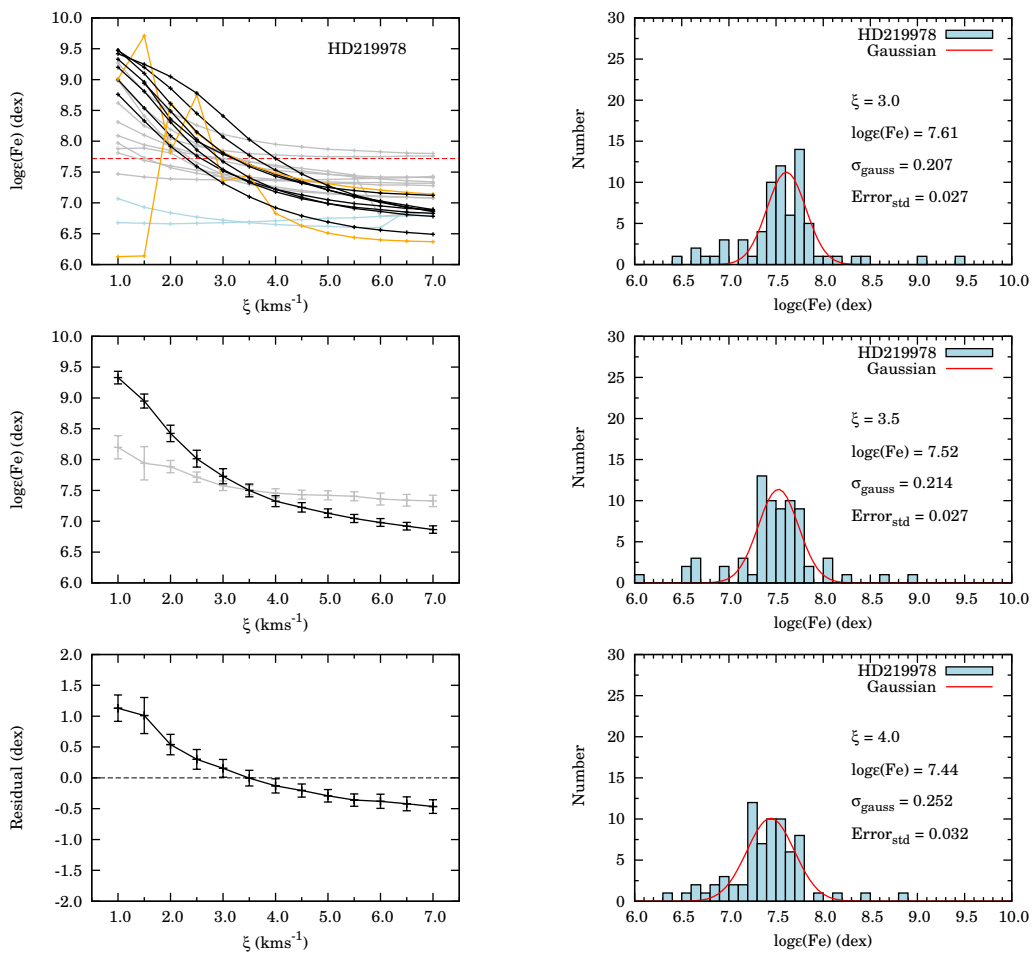 10.0
9.5
9.0
8.5
8.0
7.5
7.0
6.5
6.0
logε(Fe) (dex)
HD219978
1.0 2.0 3.0 4.0 5.0 6.0 7.0
ξ (kms⁻¹)
30
25
20
15
10
5
0
Number
HD219978
Gaussian
ξ = 3.0
logε(Fe) = 7.61
σgauss = 0.207
Errorstd = 0.027
6.0 6.5 7.0 7.5 8.0 8.5 9.0 9.5 10.0
logε(Fe) (dex)
10.0
9.5
9.0
8.5
8.0
7.5
7.0
6.5
6.0
logε(Fe) (dex)
1.0 2.0 3.0 4.0 5.0 6.0 7.0
ξ (kms⁻¹)
30
25
20
15
10
5
0
Number
HD219978
Gaussian
ξ = 3.5
logε(Fe) = 7.52
σgauss = 0.214
Errorstd = 0.027
6.0 6.5 7.0 7.5 8.0 8.5 9.0 9.5 10.0
logε(Fe) (dex)
2.0
1.5
1.0
0.5
0.0
-0.5
-1.0
-1.5
-2.0
Residual (dex)
1.0 2.0 3.0 4.0 5.0 6.0 7.0
ξ (kms⁻¹)
30
25
20
15
10
5
0
Number
HD219978
Gaussian
ξ = 4.0
logε(Fe) = 7.44
σgauss = 0.252
Errorstd = 0.032
6.0 6.5 7.0 7.5 8.0 8.5 9.0 9.5 10.0
logε(Fe) (dex)